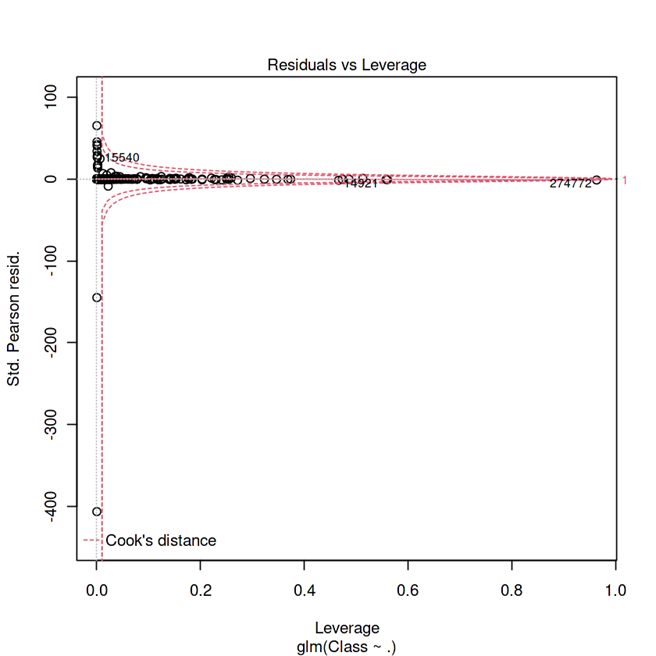 Residuals vs Leverage
Std. Pearson resid.
100
0
-100
-200
-300
-400
15540
14921
274772
1
Cook's distance
0.0 0.2 0.4 0.6 0.8 1.0
Leverage
glm(Class ~ .)